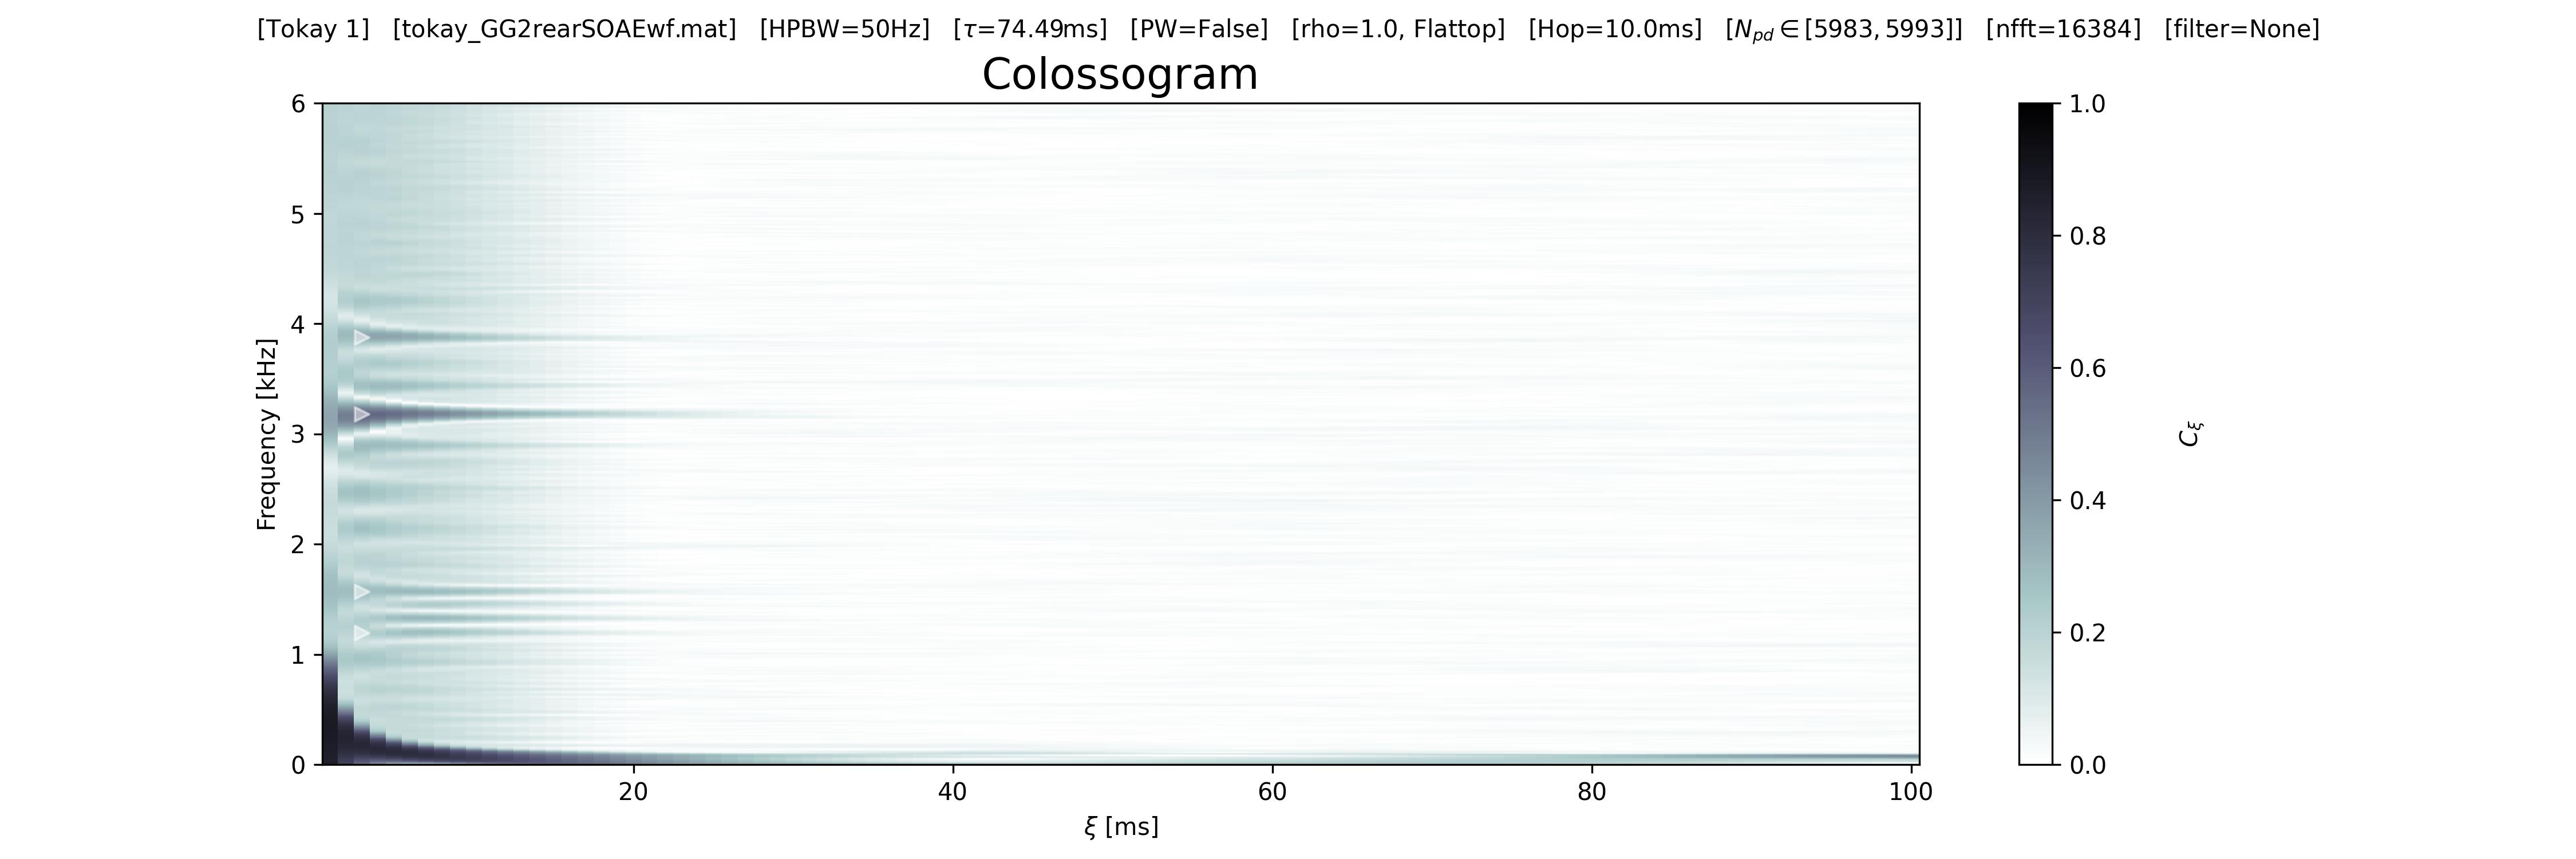 [Tokay 1] [tokay_GG2rearSOAEwf.mat] [HPBW=50Hz] [τ=74.49ms] [PW=False] [rho=1.0, Flattop] [Hop=10.0ms] [N_pd ∈ [5983, 5993]] [nfft=16384] [filter=None]
Colossogram
6
5
4
3
2
1
0
Frequency [kHz]
20 40 60 80 100
ξ [ms]
1.0
0.8
0.6
0.4
0.2
0.0
C_ξ